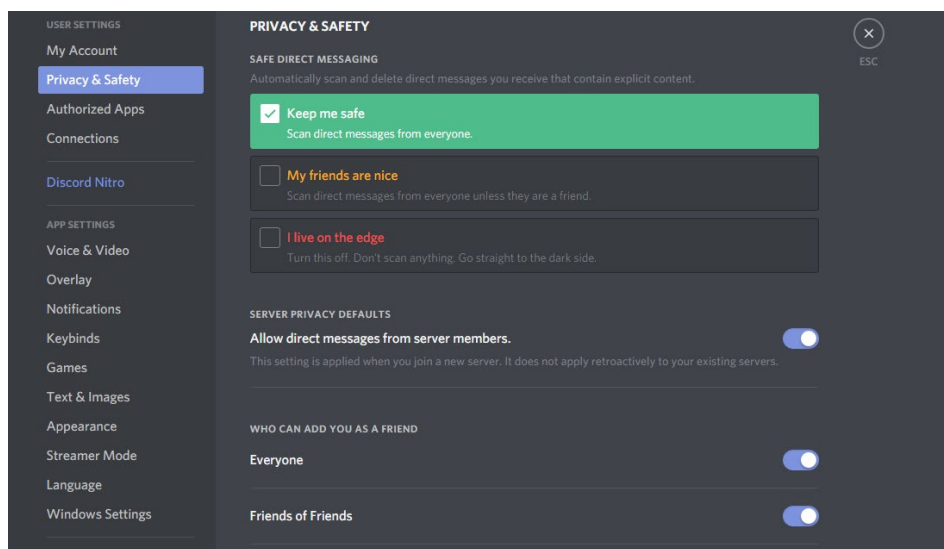 USER SETTINGS
My Account
Privacy & Safety
Authorized Apps
Connections
Discord Nitro
APP SETTINGS
Voice & Video
Overlay
Notifications
Keybinds
Games
Text & Images
Appearance
Streamer Mode
Language
Windows Settings
PRIVACY & SAFETY
SAFE DIRECT MESSAGING
Automatically scan and delete direct messages you receive that contain explicit content.
Keep me safe
Scan direct messages from everyone.
My friends are nice
Scan direct messages from everyone unless they are a friend.
I live on the edge
Turn this off. Don't scan anything. Go straight to the dark side.
SERVER PRIVACY DEFAULTS
Allow direct messages from server members.
This setting is applied when you join a new server. It does not apply retroactively to your existing servers.
WHO CAN ADD YOU AS A FRIEND
Everyone
Friends of Friends
ESC